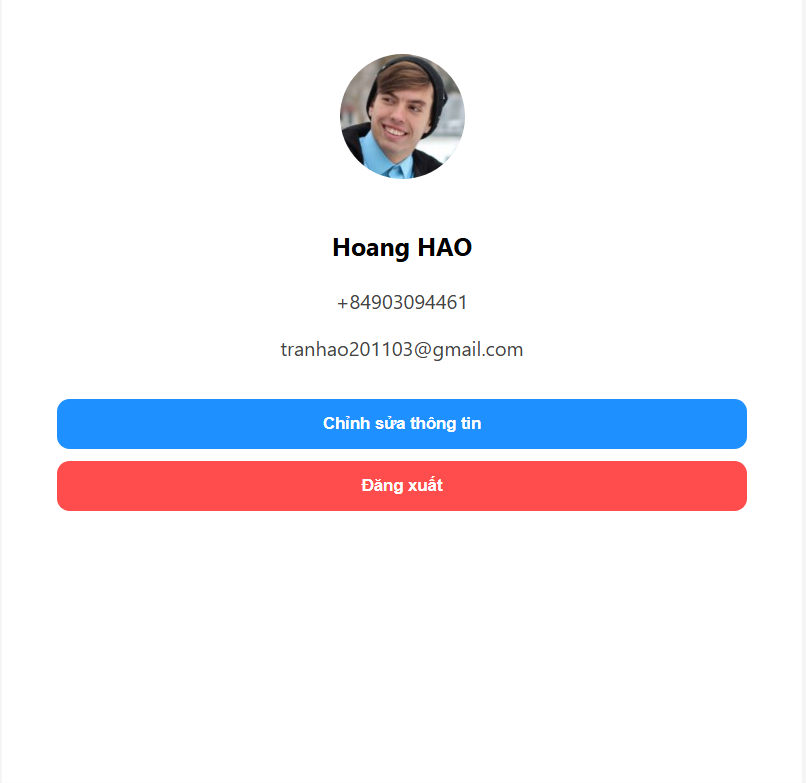 Hoang HAO
+84903094461
tranhao201103@gmail.com
Chỉnh sửa thông tin
Đăng xuất